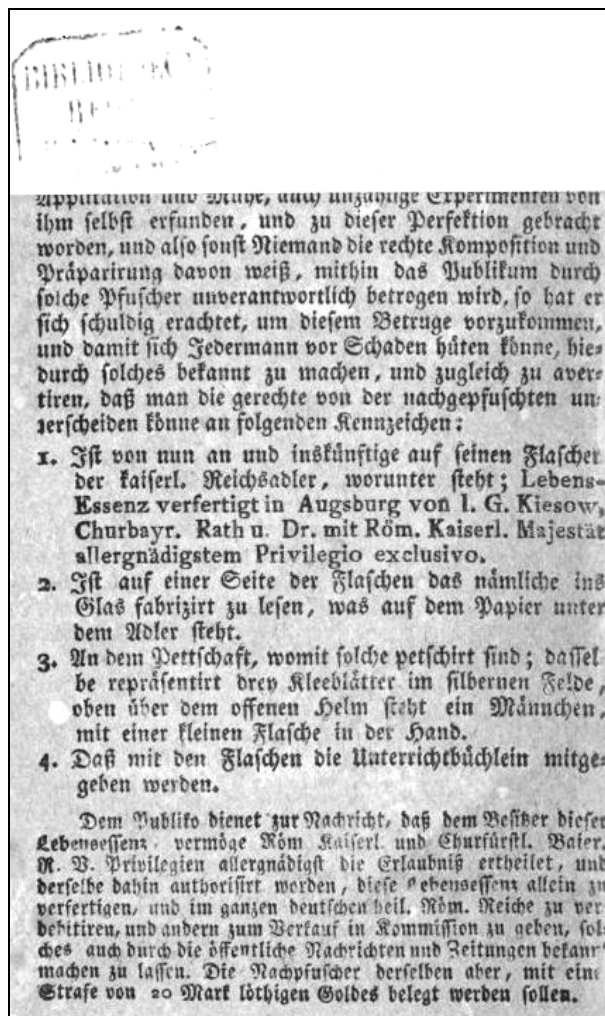 BIBLIOTHECA
REGIA
Applikation und Mühe, auch unzählige Experimenten von
ihm selbst erfunden, und zu dieser Perfektion gebracht
worden, und also sonst Niemand die rechte Komposition und
Präparirung davon weiß, mithin das Publikum durch
solche Pfuscher unverantwortlich betrogen wird, so hat er
sich schuldig erachtet, um diesem Betruge vorzukommen,
und damit sich Jedermann vor Schaden hüten könne, hie-
durch solches bekannt zu machen, und zugleich zu aver-
tiren, daß man die gerechte von der nachgepfuschten un-
terscheiden könne an folgenden Kennzeichen:
1. Ist von nun an und inskünftige auf seinen Flaschen
der kaiserl. Reichsadler, worunter steht; Lebens-
Essenz verfertigt in Augsburg von I. G. Kiesow,
Churbayr. Rath u. Dr. mit Röm. Kaiserl. Majestät
allergnädigstem Privilegio exclusivo.
2. Ist auf einer Seite der Flaschen das nämliche ins
Glas fabrizirt zu lesen, was auf dem Papier unter
dem Adler steht.
3. An dem Pettschaft, womit solche petschirt sind; dassel
be repräsentirt drey Kleeblätter im silbernen Felde,
oben über dem offenen Helm steht ein Männchen,
mit einer kleinen Flasche in der Hand.
4. Daß mit den Flaschen die Unterrichtbüchlein mitge-
geben werden.
Dem Publiko dienet zur Nachricht, daß dem Besitzer dieser
Lebensessenz vermöge Röm Kaiserl. und Churfürstl. Baier.
R. V. Privilegien allergnädigst die Erlaubniß ertheilet, und
derselbe dahin authorisirt worden, diese Lebensessenz allein zu
verfertigen, und im ganzen deutschen heil. Röm. Reiche zu ver
debitiren, und andern zum Verkauf in Kommission zu geben, sol-
ches auch durch die öffentliche Nachrichten und Zeitungen bekannt
machen zu lassen. Die Nachpfuscher derselben aber, mit eine
Strafe von 20 Mark löthigen Goldes belegt werden sollen.